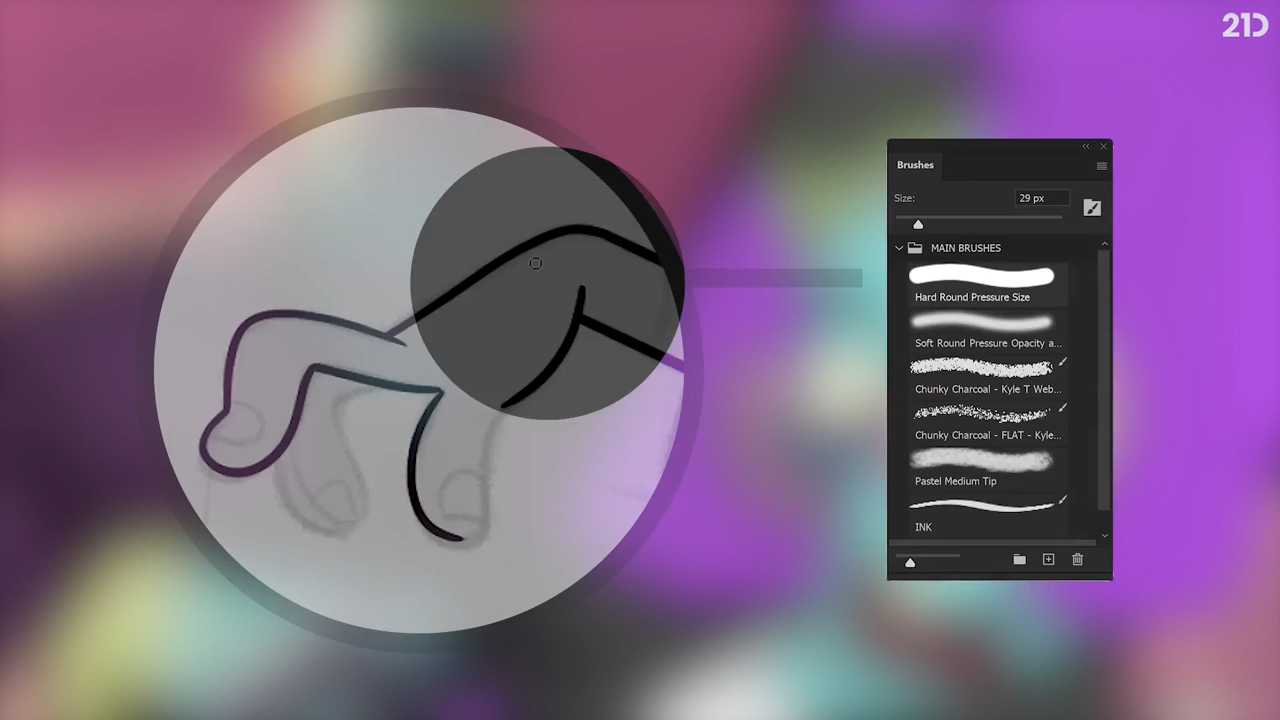 21D
Brushes
Size:
29 px
MAIN BRUSHES
Hard Round Pressure Size
Soft Round Pressure Opacity a...
Chunky Charcoal - Kyle T Web...
Chunky Charcoal - FLAT - Kyle...
Pastel Medium Tip
INK